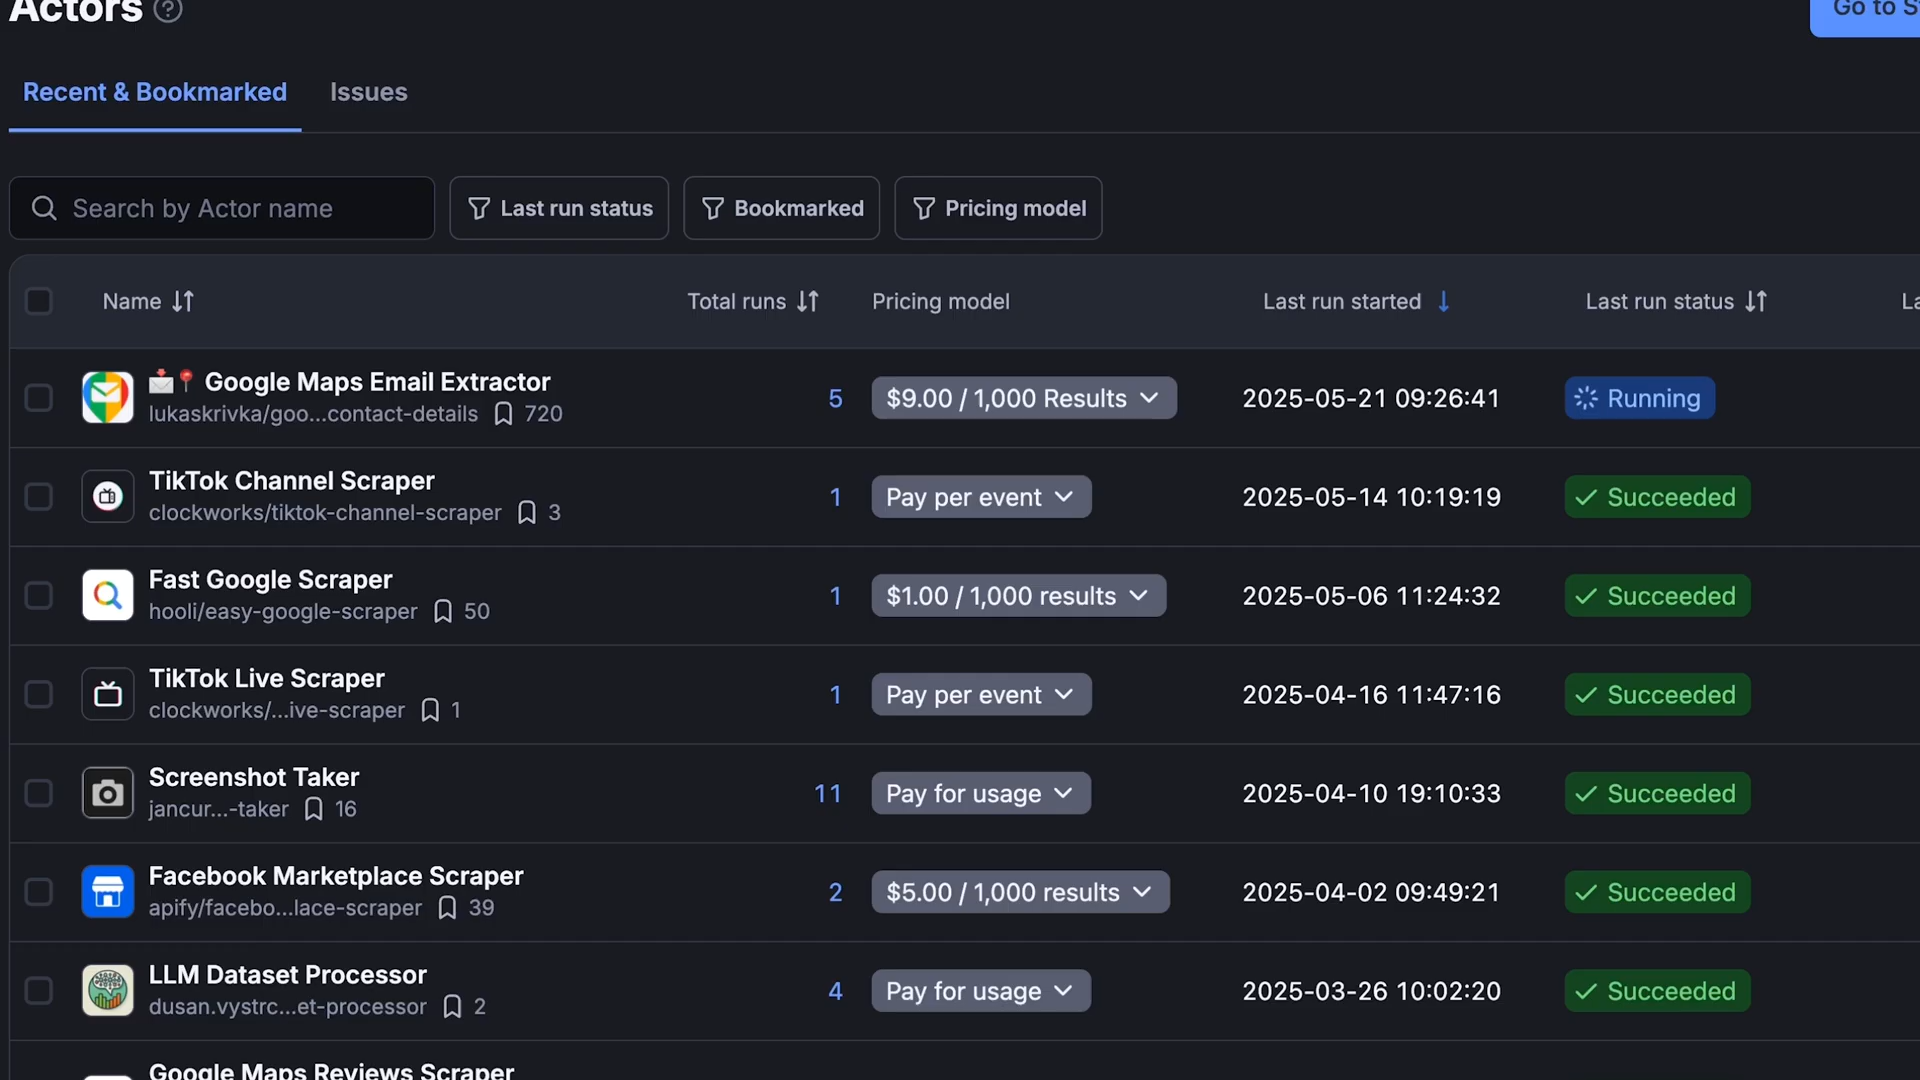 Actors
Go to S
Recent & Bookmarked
Issues
Search by Actor name
Last run status
Bookmarked
Pricing model
Name
Total runs
Pricing model
Last run started
Last run status
La
Google Maps Email Extractor
lukaskrivka/goo...contact-details 720
5
$9.00 / 1,000 Results
2025-05-21 09:26:41
Running
TikTok Channel Scraper
clockworks/tiktok-channel-scraper 3
1
Pay per event
2025-05-14 10:19:19
Succeeded
Fast Google Scraper
hooli/easy-google-scraper 50
1
$1.00 / 1,000 results
2025-05-06 11:24:32
Succeeded
TikTok Live Scraper
clockworks/...ive-scraper 1
1
Pay per event
2025-04-16 11:47:16
Succeeded
Screenshot Taker
jancur...-taker 16
11
Pay for usage
2025-04-10 19:10:33
Succeeded
Facebook Marketplace Scraper
apify/facebo...lace-scraper 39
2
$5.00 / 1,000 results
2025-04-02 09:49:21
Succeeded
LLM Dataset Processor
dusan.vystrc...et-processor 2
4
Pay for usage
2025-03-26 10:02:20
Succeeded
Google Maps Reviews Scraper